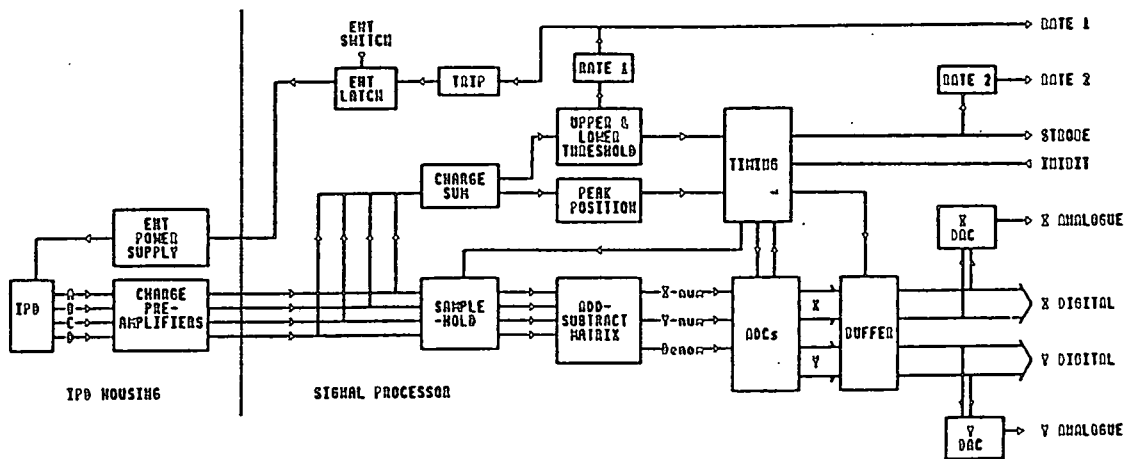 EHT
SWITCH
RATE 1
RATE 1
EHT
LATCH
TRIP
RATE 2
RATE 2
UPPER &
LOWER
THRESHOLD
TIMING
STROBE
INIBIT
CHARGE
SUM
PEAK
POSITION
EHT
POWER
SUPPLY
X
DAC
X ANALOGUE
IPD
A
B
C
D
CHARGE
PRE-
AMPLIFIERS
SAMPLE
-HOLD
ADD-
SUBTRACT
MATRIX
X-NUM
Y-NUM
Denom
ADCs
X
Y
BUFFER
X DIGITAL
Y DIGITAL
IPD HOUSING
SIGNAL PROCESSOR
Y
DAC
Y ANALOGUE